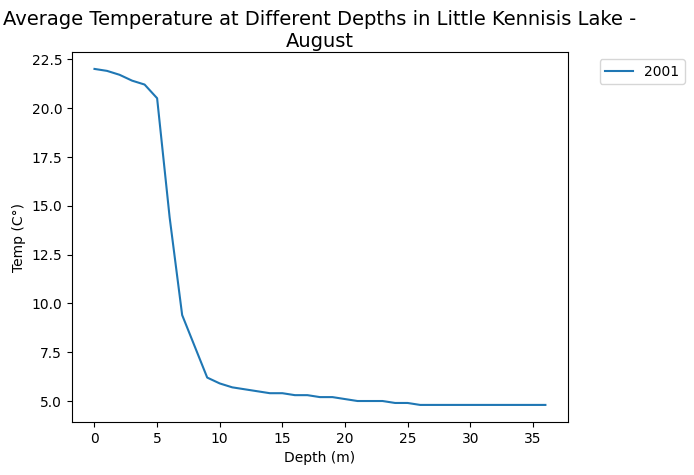 Average Temperature at Different Depths in Little Kennisis Lake -
August
2001
22.5
20.0
17.5
15.0
12.5
10.0
7.5
5.0
Temp (C°)
0 5 10 15 20 25 30 35
Depth (m)